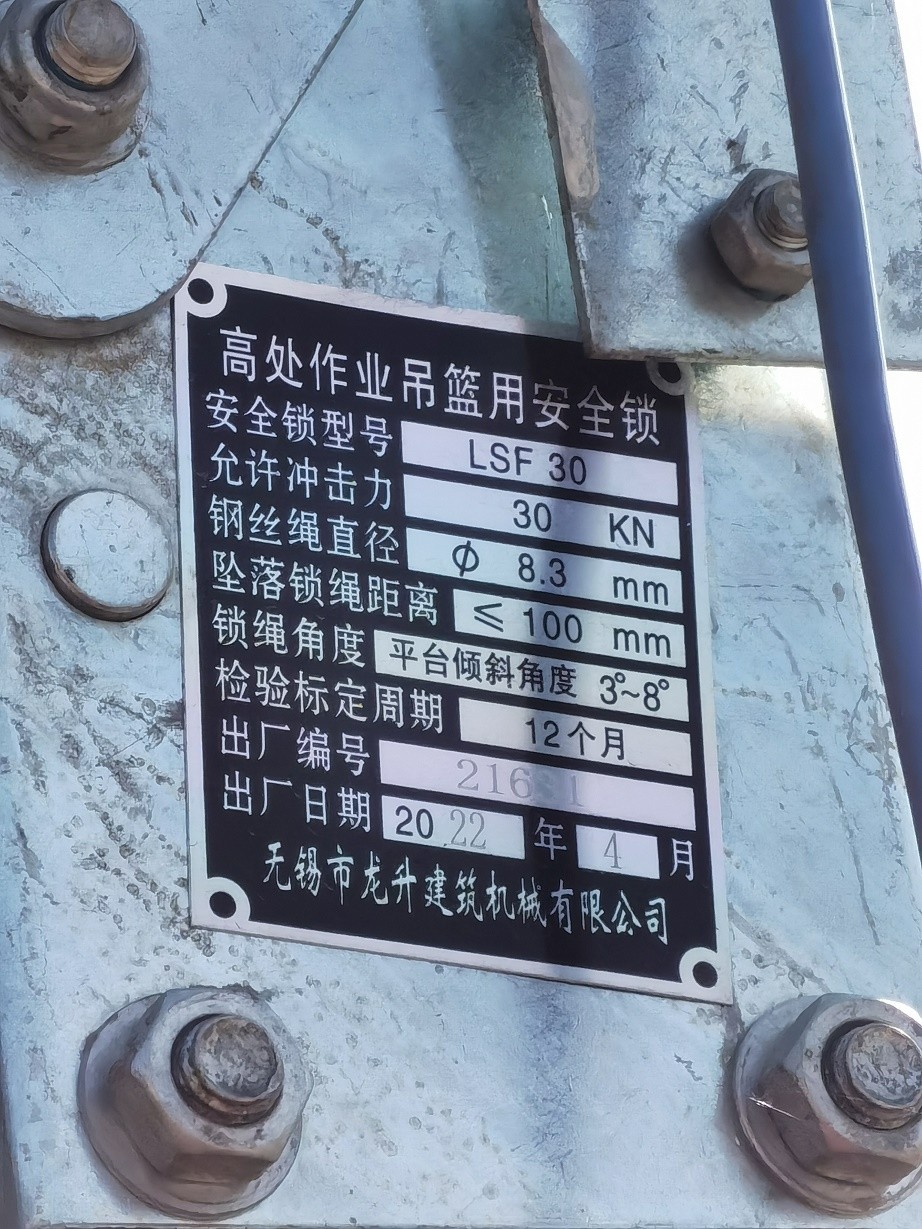 高处作业吊篮用安全锁
安全锁型号 LSF 30
允许冲击力 30 KN
钢丝绳直径 Φ 8.3 mm
坠落锁绳距离 ≤ 100 mm
锁绳角度 平台倾斜角度 3°~8°
检验标定周期 12个月
出厂编号
出厂日期 2022 年 4 月
无锡市龙升建筑机械有限公司